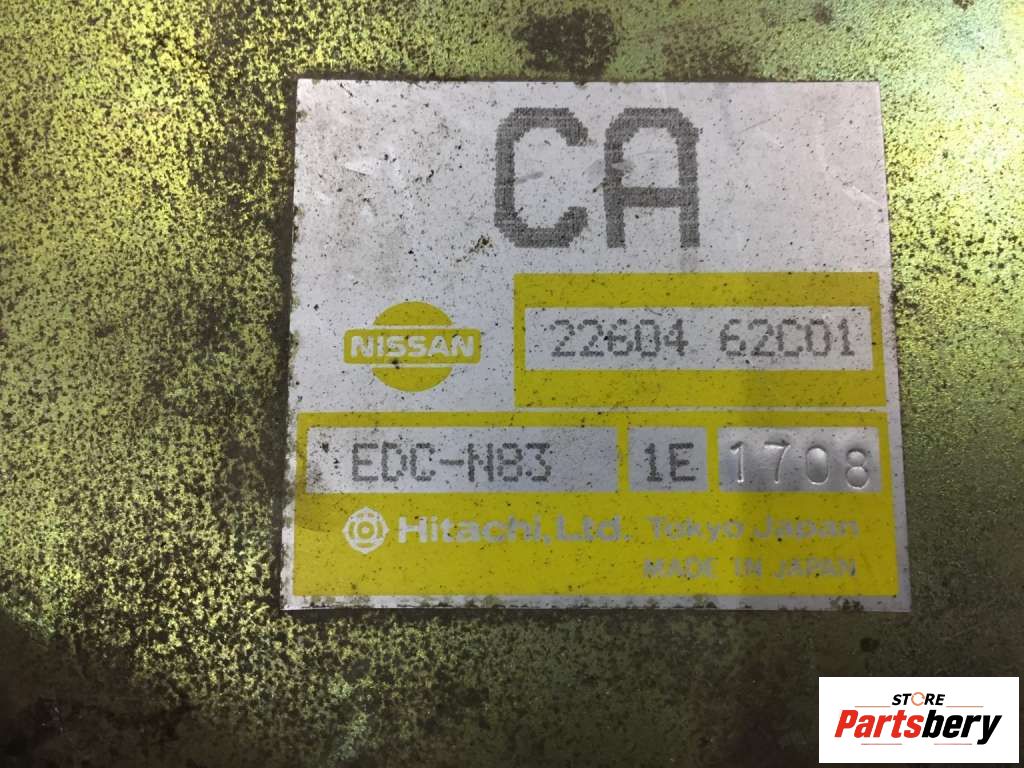 CA
NISSAN
22604 62C01
EDC-N83 1E 1708
Hitachi, Ltd. Tokyo Japan
MADE IN JAPAN
STORE
Partsbery